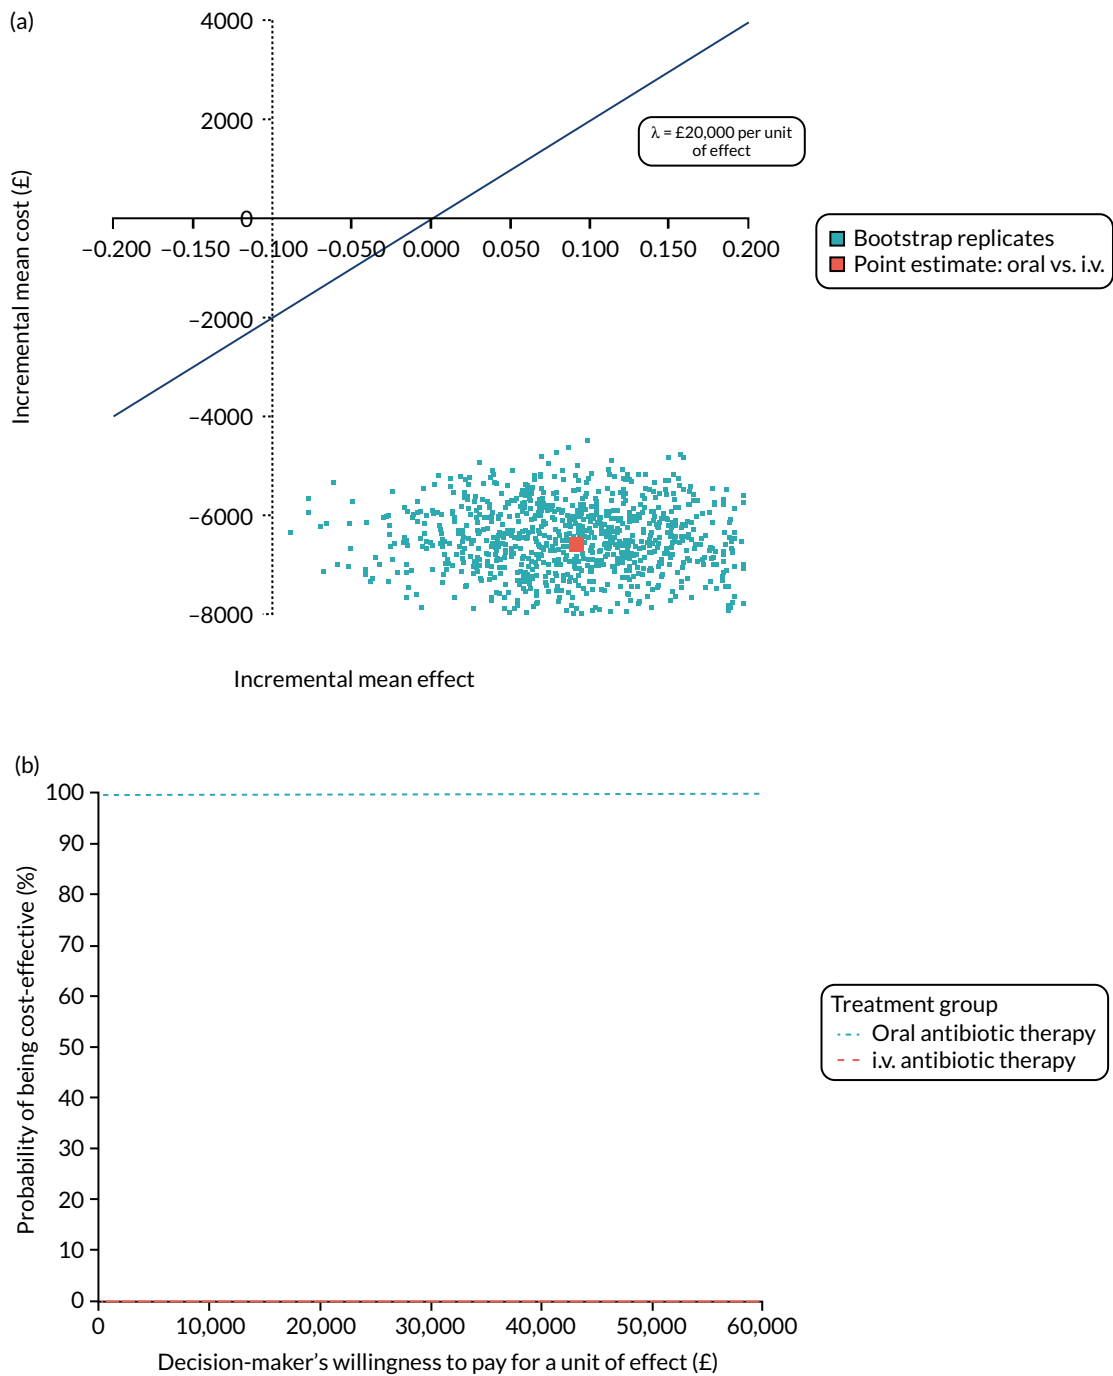 (a)
4000
2000
0
−2000
−4000
−6000
−8000
Incremental mean cost (£)
−0.200 −0.150 −0.100 −0.050 0.000 0.050 0.100 0.150 0.200
λ = £20,000 per unit
of effect
Bootstrap replicates
Point estimate: oral vs. i.v.
Incremental mean effect
(b)
100
90
80
70
60
50
40
30
20
10
0
Probability of being cost-effective (%)
0 10,000 20,000 30,000 40,000 50,000 60,000
Decision-maker’s willingness to pay for a unit of effect (£)
Treatment group
Oral antibiotic therapy
i.v. antibiotic therapy